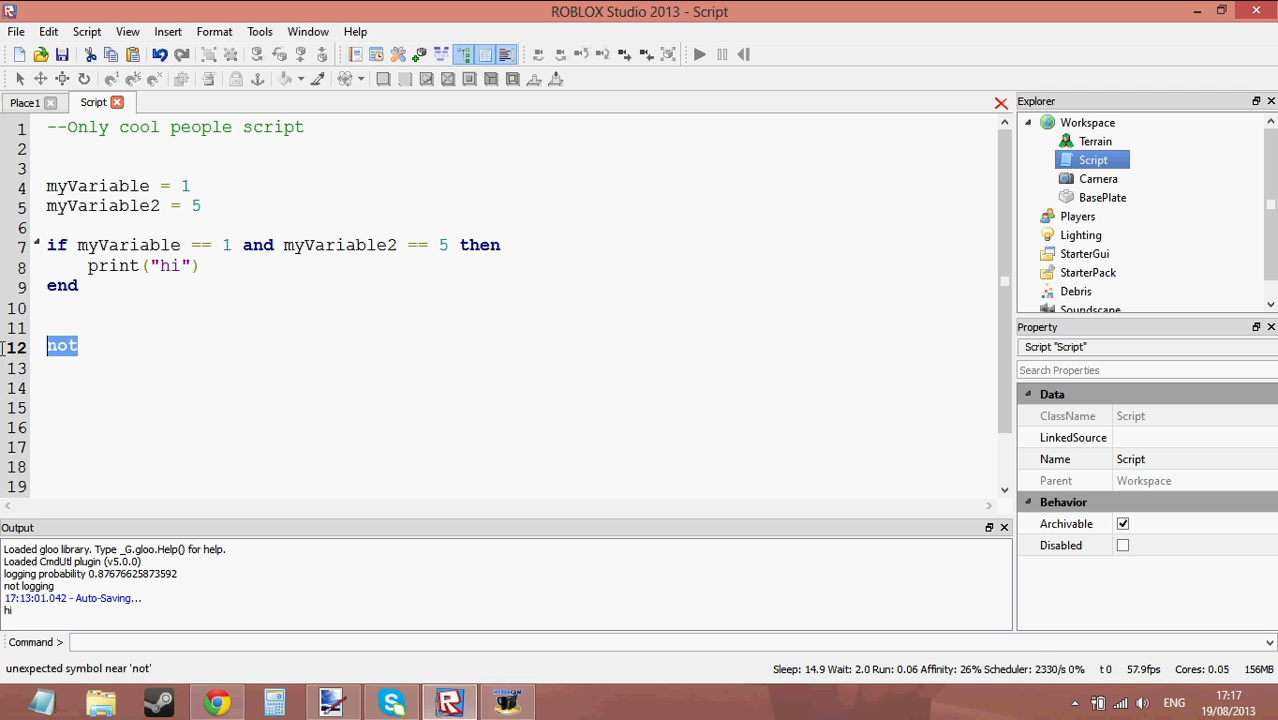 ROBLOX Studio 2013 - Script
File Edit Script View Insert Format Tools Window Help
Place1 Script
1 --Only cool people script
2
3
4 myVariable = 1
5 myVariable2 = 5
6
7 if myVariable == 1 and myVariable2 == 5 then
8 print("hi")
9 end
10
11
12 not
13
14
15
16
17
18
19
Explorer
Workspace
Terrain
Script
Camera
BasePlate
Players
Lighting
StarterGui
StarterPack
Debris
Soundscape
Property
Script "Script"
Search Properties
Data
ClassName Script
LinkedSource
Name Script
Parent Workspace
Behavior
Archivable
Disabled
Output
Loaded gloo library. Type _G.gloo.Help() for help.
Loaded CmdUtl plugin (v5.0.0)
logging probability 0.87676625873592
not logging
17:13:01.042 - Auto-Saving...
hi
Command >
unexpected symbol near 'not'
Sleep: 14.9 Wait: 2.0 Run: 0.06 Affinity: 26% Scheduler: 2330/s 0% t 0 57.9fps Cores: 0.05 156MB
ENG
17:17
19/08/2013